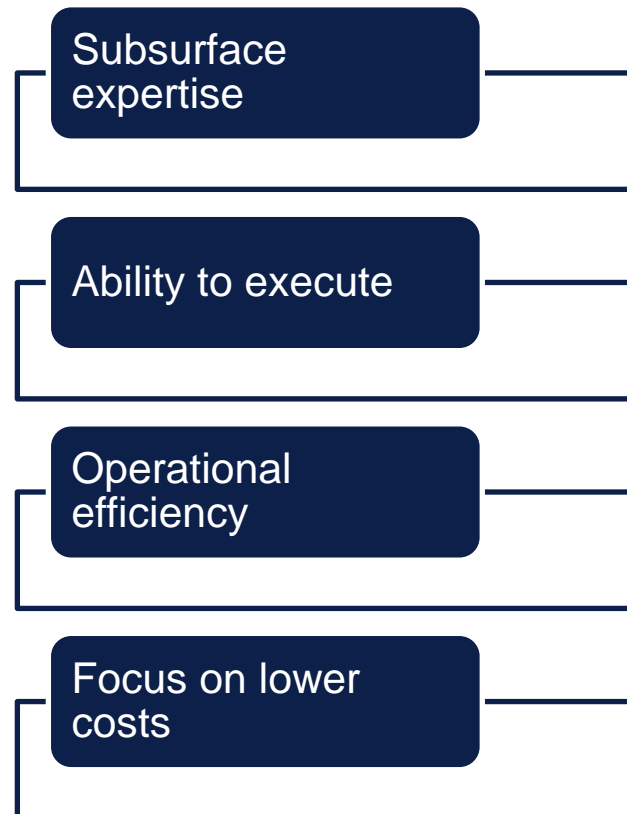 Subsurface
expertise
Ability to execute
Operational
efficiency
Focus on lower
costs